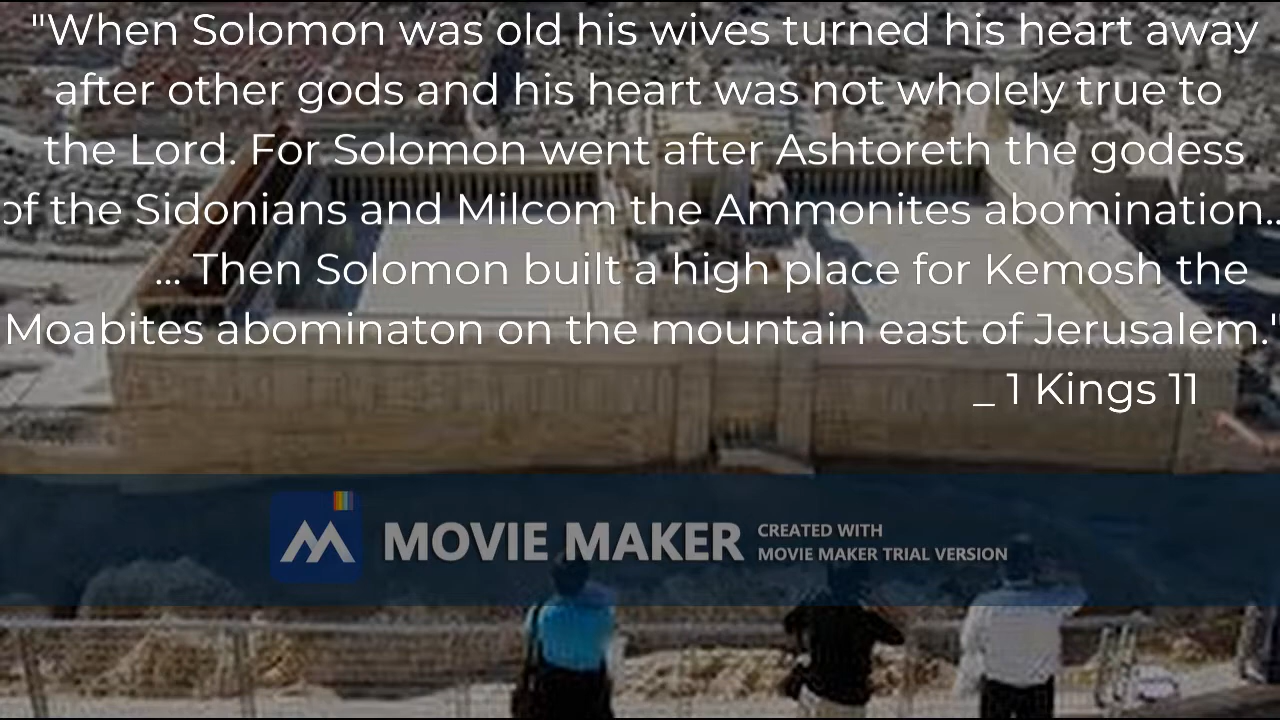 "When Solomon was old his wives turned his heart away
after other gods and his heart was not wholely true to
the Lord. For Solomon went after Ashtoreth the godess
of the Sidonians and Milcom the Ammonites abomination..
... Then Solomon built a high place for Kemosh the
Moabites abominaton on the mountain east of Jerusalem."
_ 1 Kings 11
MOVIE MAKER
CREATED WITH
MOVIE MAKER TRIAL VERSION